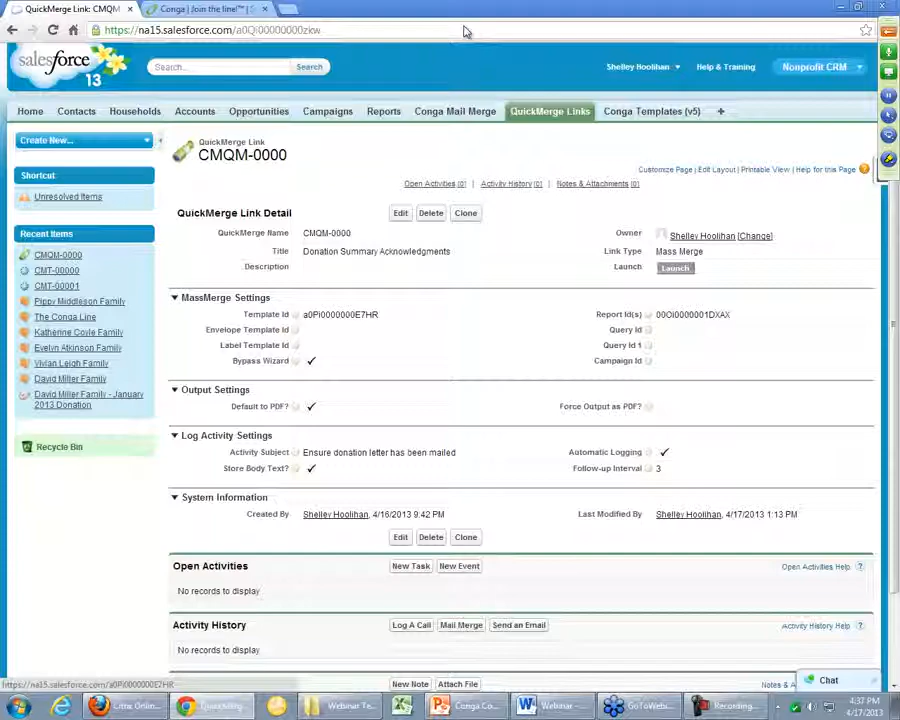 QuickMerge Link: CMQM
Conga | Join the line!™ | S
https://na15.salesforce.com/a0Qi0000000zkw
salesforce
13
Search...
Search
Shelley Hoolihan
Help & Training
Nonprofit CRM
Home Contacts Households Accounts Opportunities Campaigns Reports Conga Mail Merge QuickMerge Links Conga Templates (v5) +
Create New...
Shortcut
Unresolved Items
Recent Items
CMQM-0000
CMT-00000
CMT-00001
Pippy Middleson Family
The Conga Line
Katherine Coyle Family
Evelyn Atkinson Family
Vivian Leigh Family
David Miller Family
David Miller Family - January
2013 Donation
Recycle Bin
QuickMerge Link
CMQM-0000
Customize Page | Edit Layout | Printable View | Help for this Page
Open Activities [0] | Activity History [0] | Notes & Attachments [0]
QuickMerge Link Detail
Edit Delete Clone
QuickMerge Name CMQM-0000
Owner Shelley Hoolihan [Change]
Title Donation Summary Acknowledgments
Link Type Mass Merge
Description
Launch Launch
MassMerge Settings
Template Id a0Pi0000000E7HR
Report Id(s) 00Oi0000001DXAX
Envelope Template Id
Query Id
Label Template Id
Query Id 1
Bypass Wizard
Campaign Id
Output Settings
Default to PDF?
Force Output as PDF?
Log Activity Settings
Activity Subject Ensure donation letter has been mailed
Automatic Logging
Store Body Text?
Follow-up Interval 3
System Information
Created By Shelley Hoolihan, 4/16/2013 9:42 PM
Last Modified By Shelley Hoolihan, 4/17/2013 1:13 PM
Edit Delete Clone
Open Activities
New Task New Event
Open Activities Help ?
No records to display
Activity History
Log A Call Mail Merge Send an Email
Activity History Help ?
No records to display
New Note Attach File
Notes & A
Chat
https://na15.salesforce.com/a0Pi0000000E7HR
Citrix Online
QuickMerg
Webinar Te
Conga Co
Webinar
GoToWebi
Recording
4:37 PM
4/17/2013